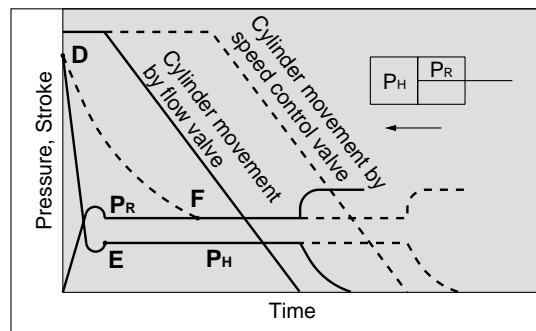 Pressure, Stroke
D
Cylinder movement
by flow valve
Cylinder movement by
speed control valve
PH
PR
PR
F
E
PH
Time